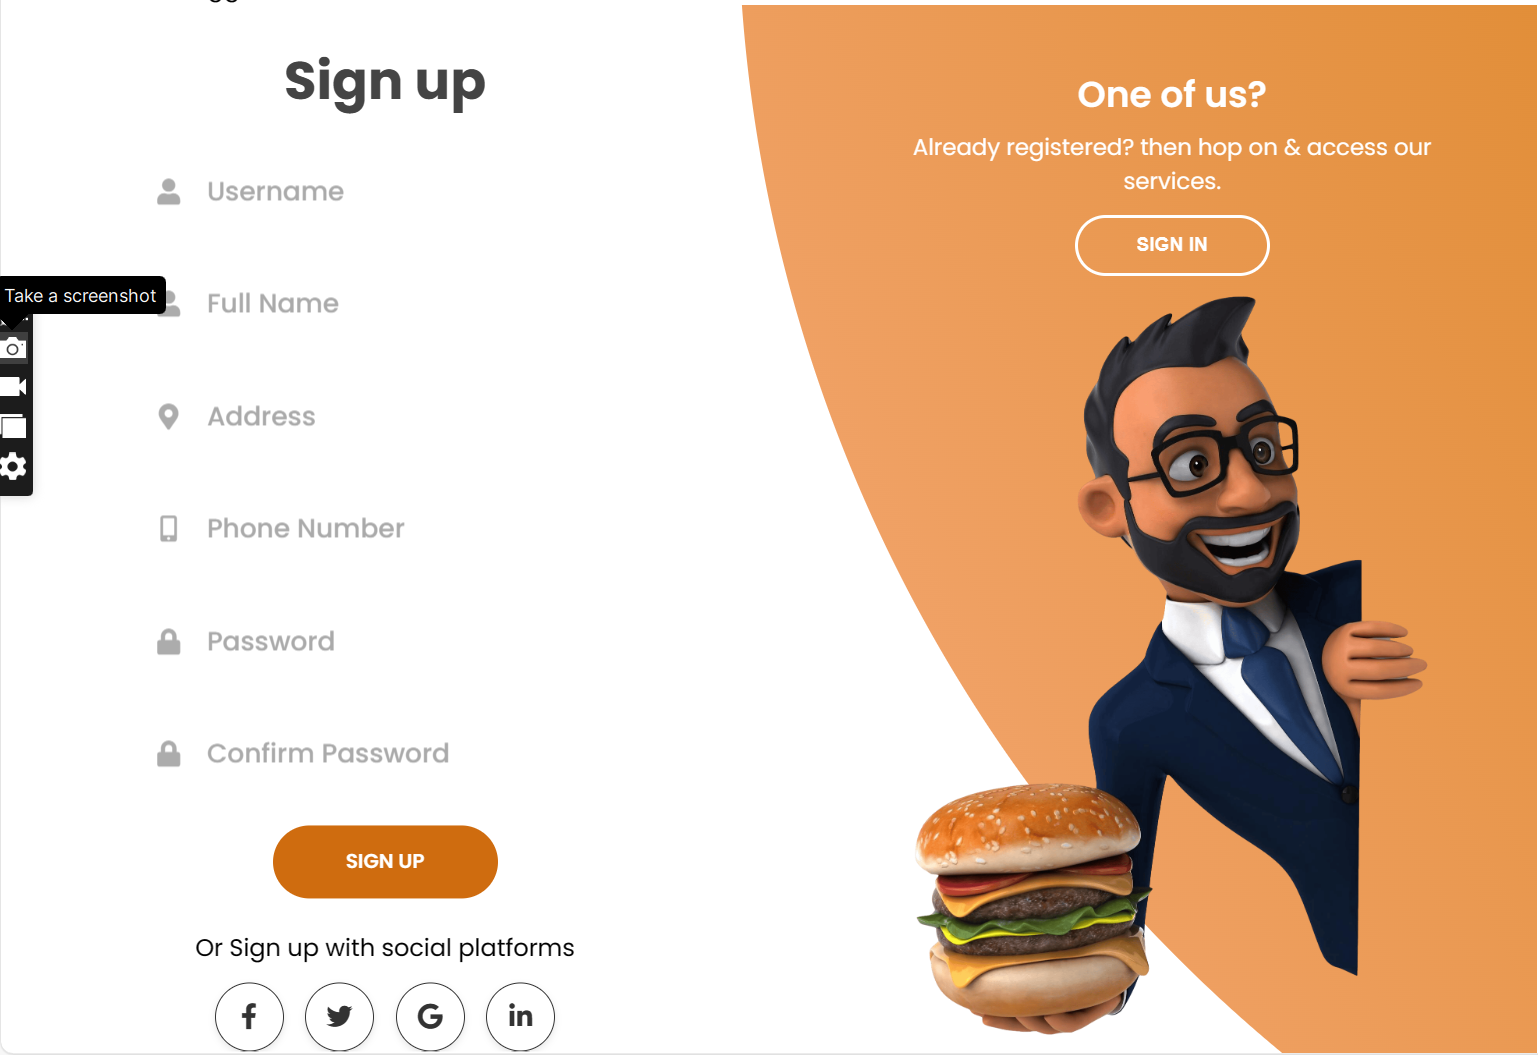 Sign up
Username
Full Name
Address
Phone Number
Password
Confirm Password
SIGN UP
Or Sign up with social platforms
One of us?
Already registered? then hop on & access our
services.
SIGN IN
Take a screenshot